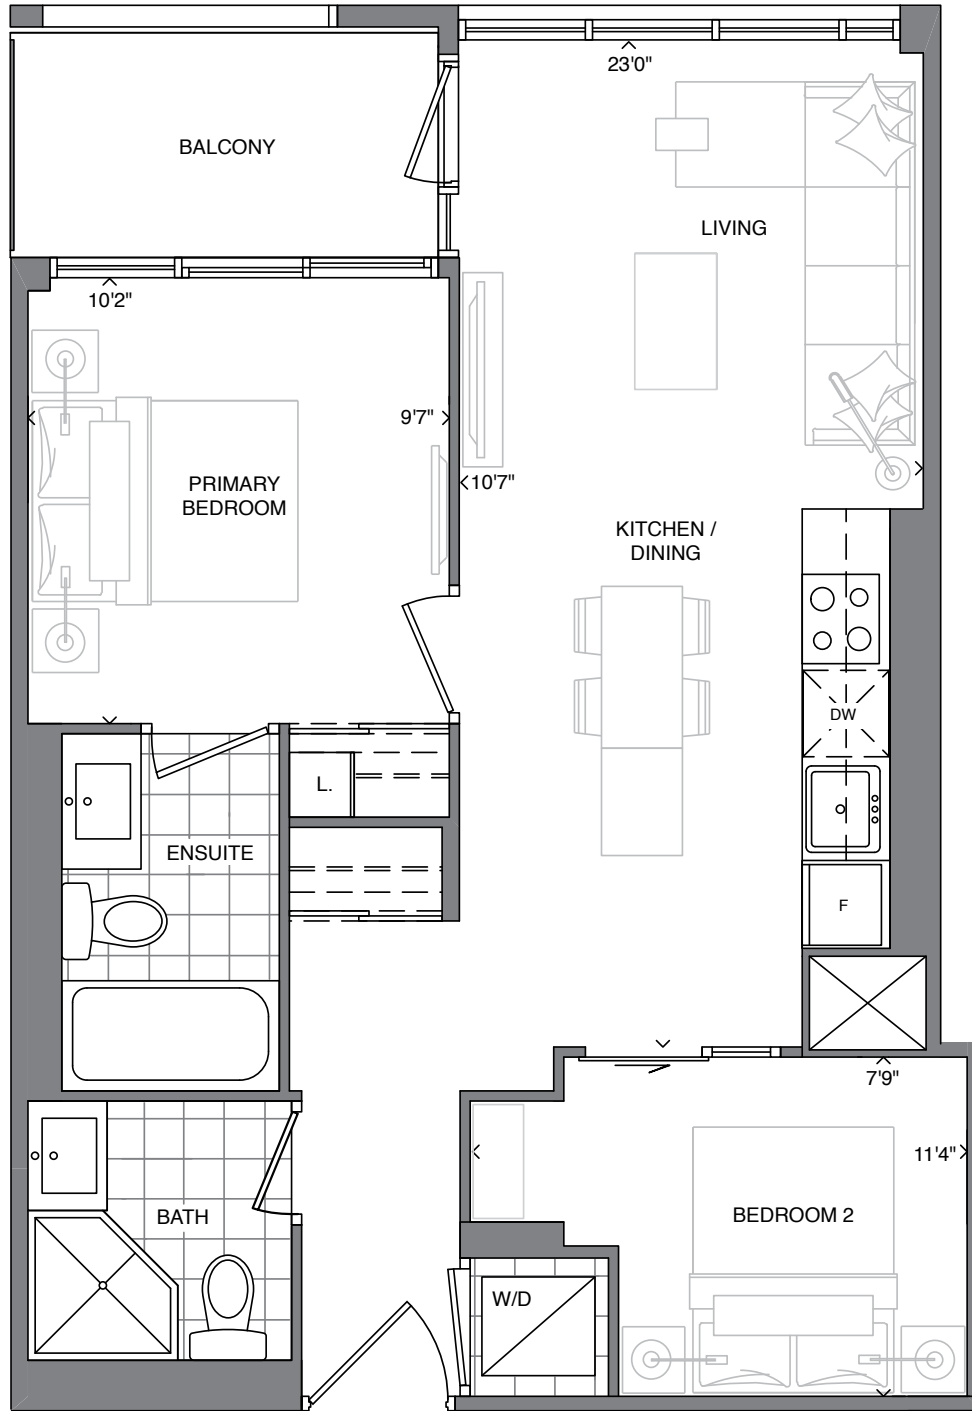 23'0"
BALCONY
LIVING
10'2"
9'7"
PRIMARY
BEDROOM
10'7"
KITCHEN /
DINING
DW
L.
ENSUITE
F
7'9"
11'4"
BATH
BEDROOM 2
W/D